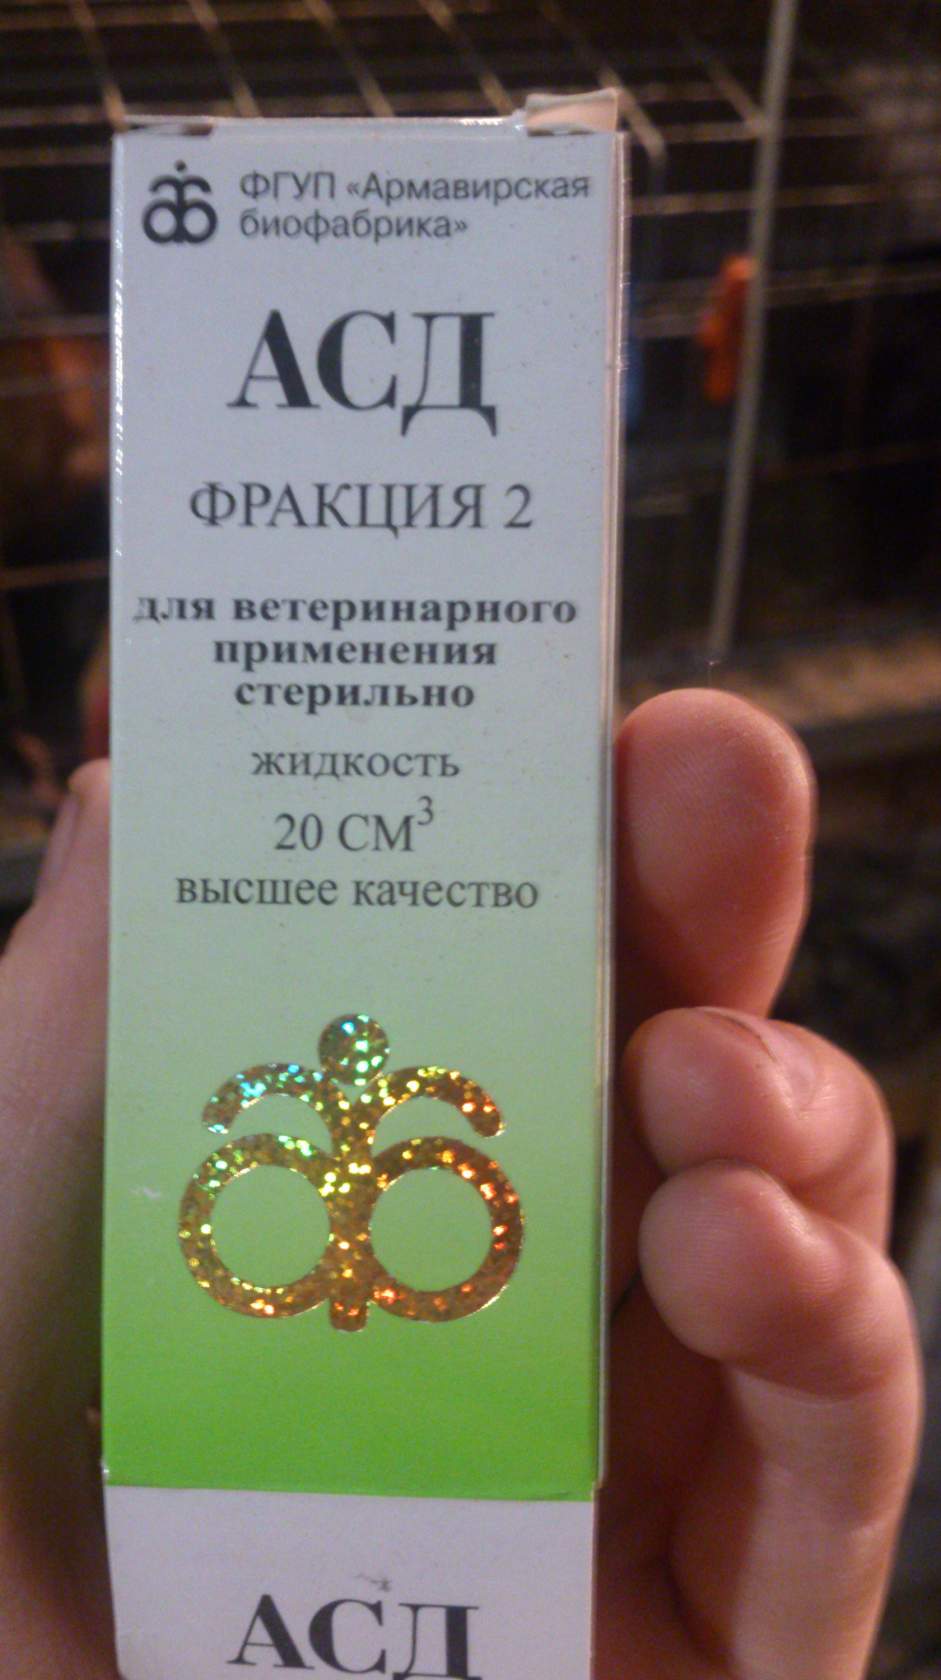 ФГУП «Армавирская
биофабрика»
АСД
ФРАКЦИЯ 2
для ветеринарного
применения
стерильно
жидкость
20 СМ³
высшее качество
АСД